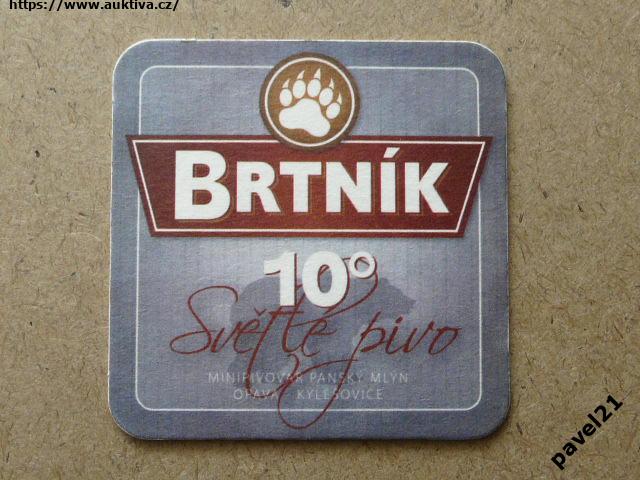 https://www.auktiva.cz/
BRTNÍK
10°
Světlé pivo
MINIPIVOVAR PANSKÝ MLÝN
OPAVA - KYLEŠOVICE
pavel21